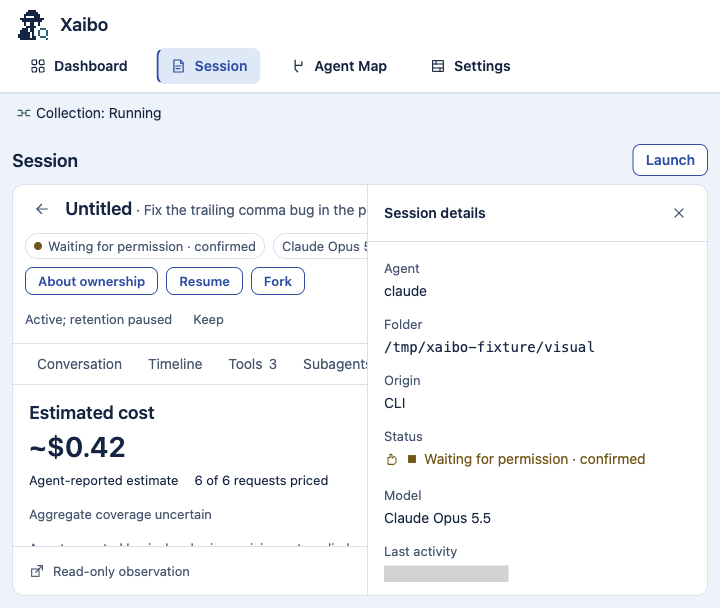 Xaibo
Dashboard Session Agent Map Settings
Collection: Running
Session
Launch
Untitled · Fix the trailing comma bug in the p
Waiting for permission · confirmed Claude Opus 5
About ownership Resume Fork
Active; retention paused Keep
Conversation Timeline Tools 3 Subagents
Estimated cost
~$0.42
Agent-reported estimate 6 of 6 requests priced
Aggregate coverage uncertain
Read-only observation
Session details
Agent
claude
Folder
/tmp/xaibo-fixture/visual
Origin
CLI
Status
Waiting for permission · confirmed
Model
Claude Opus 5.5
Last activity